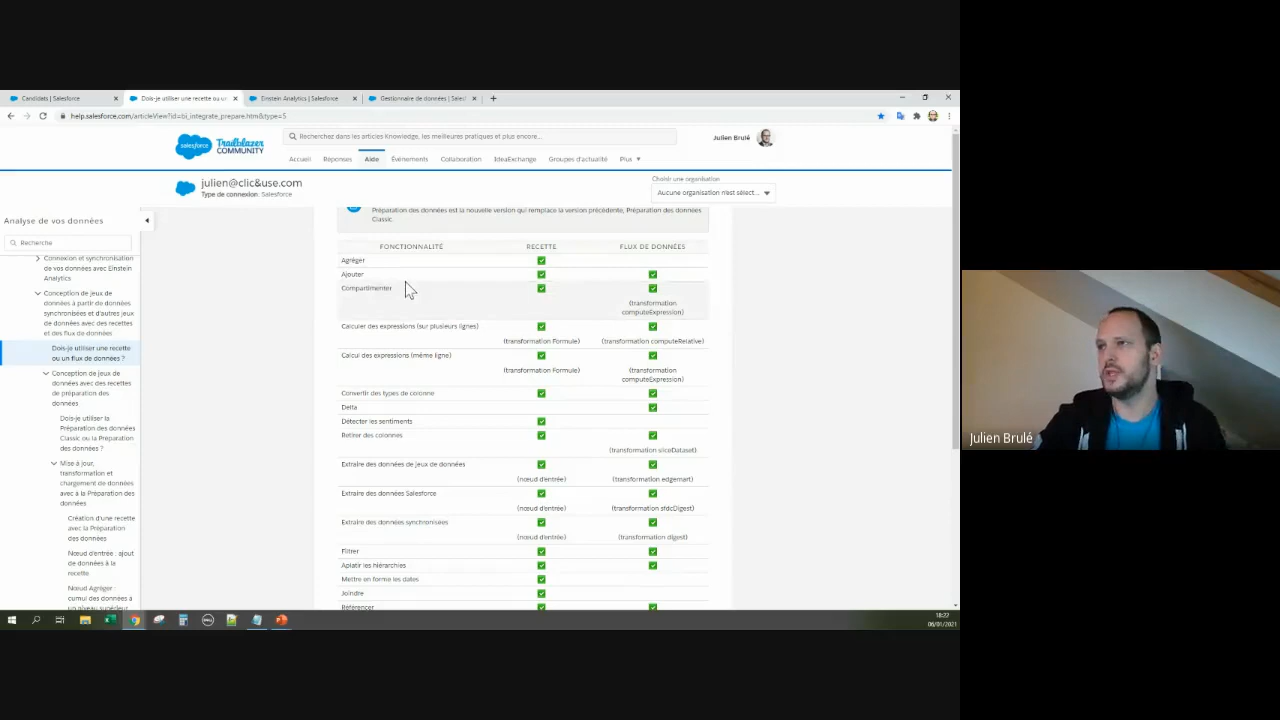 Candidats | Salesforce
Dois-je utiliser une recette ou un
Einstein Analytics | Salesforce
Gestionnaire de données | Salesf
help.salesforce.com/articleView?id=bi_integrate_prepare.htm&type=5
salesforce
Trailblazer
COMMUNITY
Recherchez dans les articles Knowledge, les meilleures pratiques et plus encore...
Julien Brulé
Accueil
Réponses
Aide
Événements
Collaboration
IdeaExchange
Groupes d'actualité
Plus
julien@clic&use.com
Type de connexion: Salesforce
Choisir une organisation
Aucune organisation n'est sélect...
Analyse de vos données
Recherche
Connexion et synchronisation
de vos données avec Einstein
Analytics
Conception de jeux de
données à partir de données
synchronisées et d'autres jeux
de données avec des recettes
et des flux de données
Dois-je utiliser une recette
ou un flux de données ?
Conception de jeux de
données avec des recettes
de préparation des
données
Dois-je utiliser la
Préparation des données
Classic ou la Préparation
des données ?
Mise à jour,
transformation et
chargement de données
avec à la Préparation des
données
Création d'une recette
avec la Préparation
des données
Nœud d'entrée : ajout
de données à la
recette
Nœud Agréger :
cumul des données à
un niveau supérieur
Préparation des données est la nouvelle version qui remplace la version précédente, Préparation des données
Classic.
FONCTIONNALITÉ RECETTE FLUX DE DONNÉES
Agréger
Ajouter
Compartimenter
(transformation
computeExpression)
Calculer des expressions (sur plusieurs lignes)
(transformation Formule) (transformation computeRelative)
Calcul des expressions (même ligne)
(transformation Formule) (transformation
computeExpression)
Convertir des types de colonne
Delta
Détecter les sentiments
Retirer des colonnes
(transformation sliceDataset)
Extraire des données de jeux de données
(nœud d'entrée) (transformation edgemart)
Extraire des données Salesforce
(nœud d'entrée) (transformation sfdcDigest)
Extraire des données synchronisées
(nœud d'entrée) (transformation digest)
Filtrer
Aplatir les hiérarchies
Mettre en forme les dates
Joindre
Référencer
18:22
06/01/2021
Julien Brulé